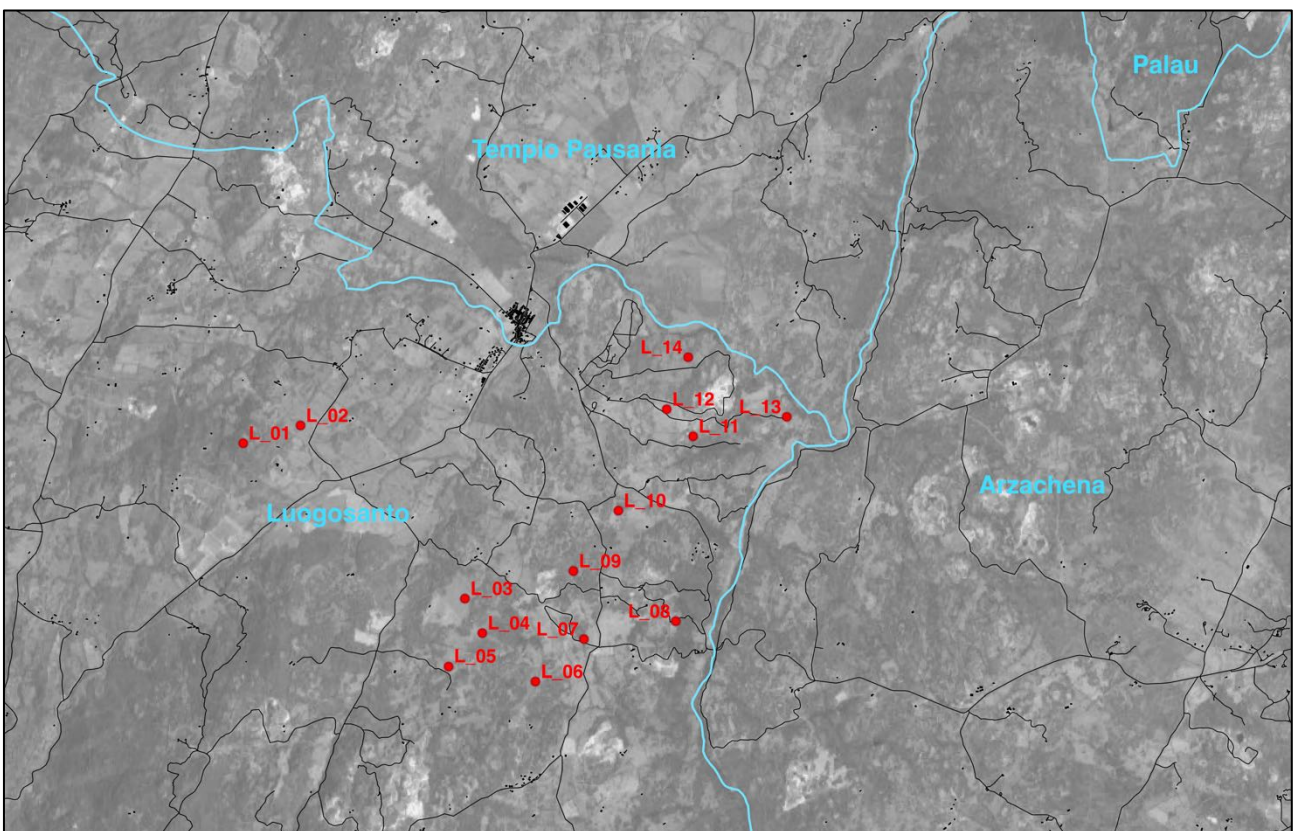 Palau
Tempio Pausania
L_14
L_12
L_13
L_02
L_11
L_01
Arzachena
Luogosanto
L_10
L_09
L_03
L_08
L_04
L_07
L_05
L_06